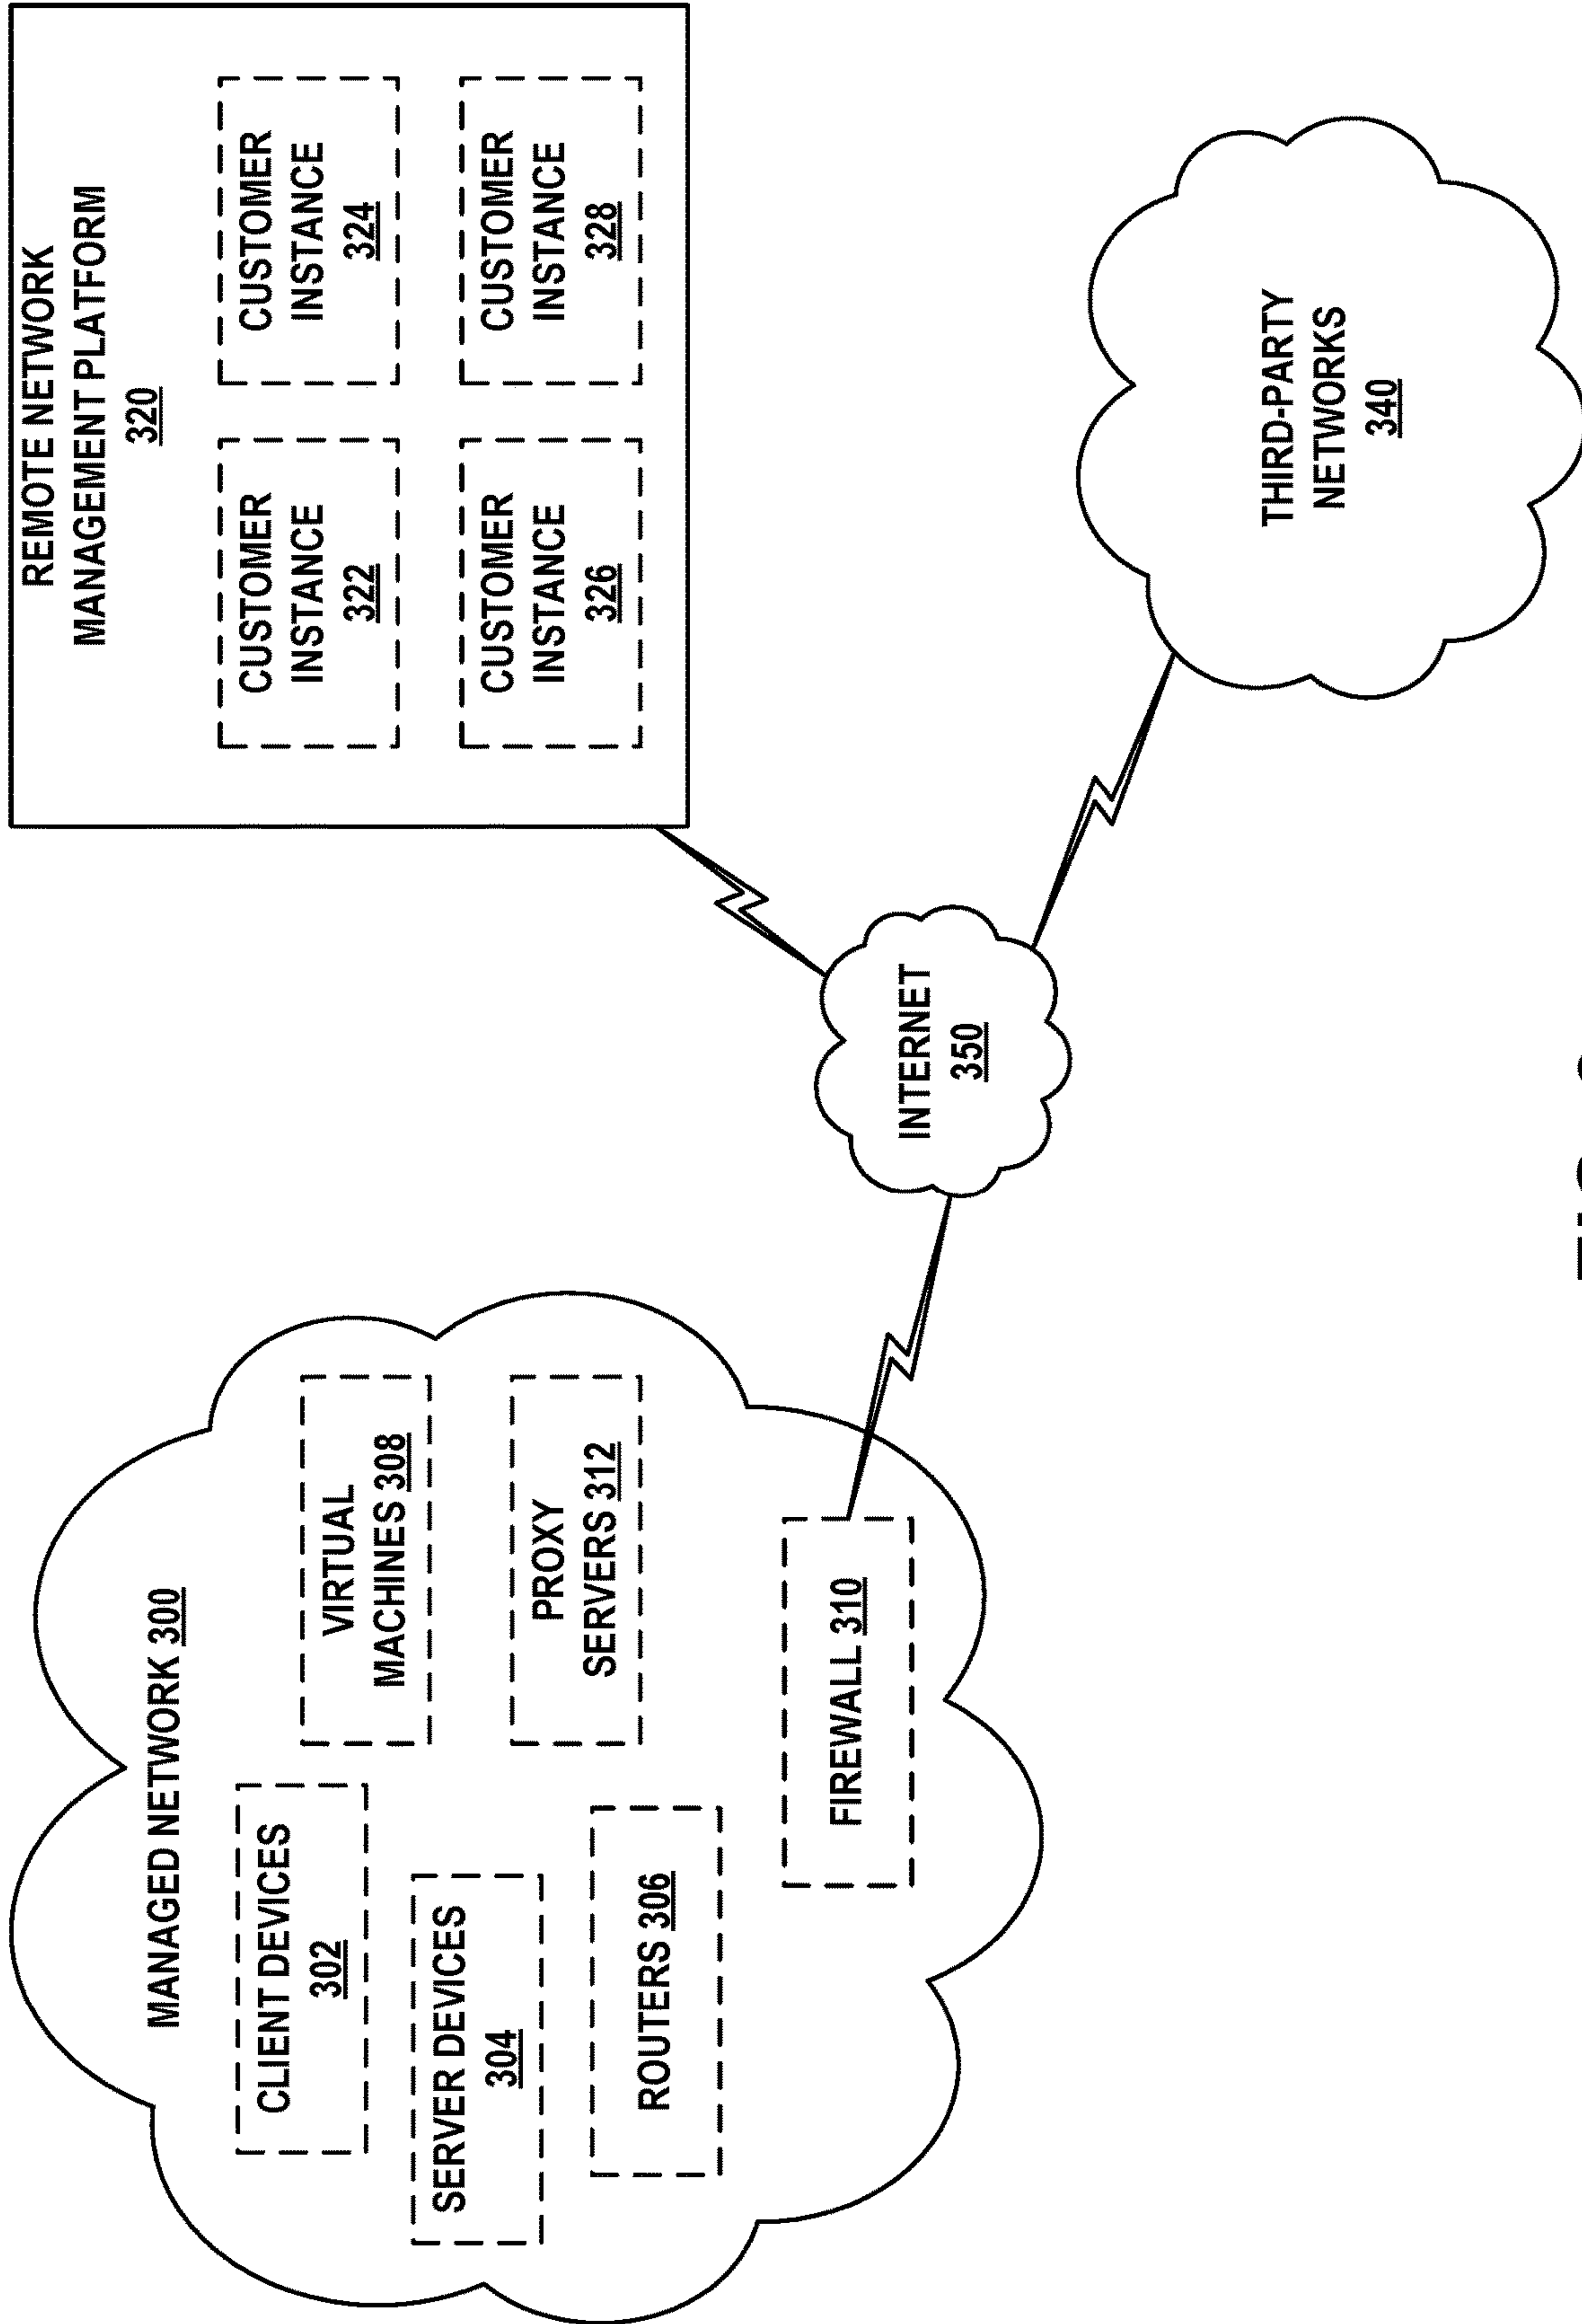 MANAGED NETWORK 300
CLIENT DEVICES
302
SERVER DEVICES
304
ROUTERS 306
VIRTUAL
MACHINES 308
PROXY
SERVERS 312
FIREWALL 310
INTERNET
350
REMOTE NETWORK
MANAGEMENT PLATFORM
320
CUSTOMER
INSTANCE
322
CUSTOMER
INSTANCE
324
CUSTOMER
INSTANCE
326
CUSTOMER
INSTANCE
328
THIRD-PARTY
NETWORKS
340